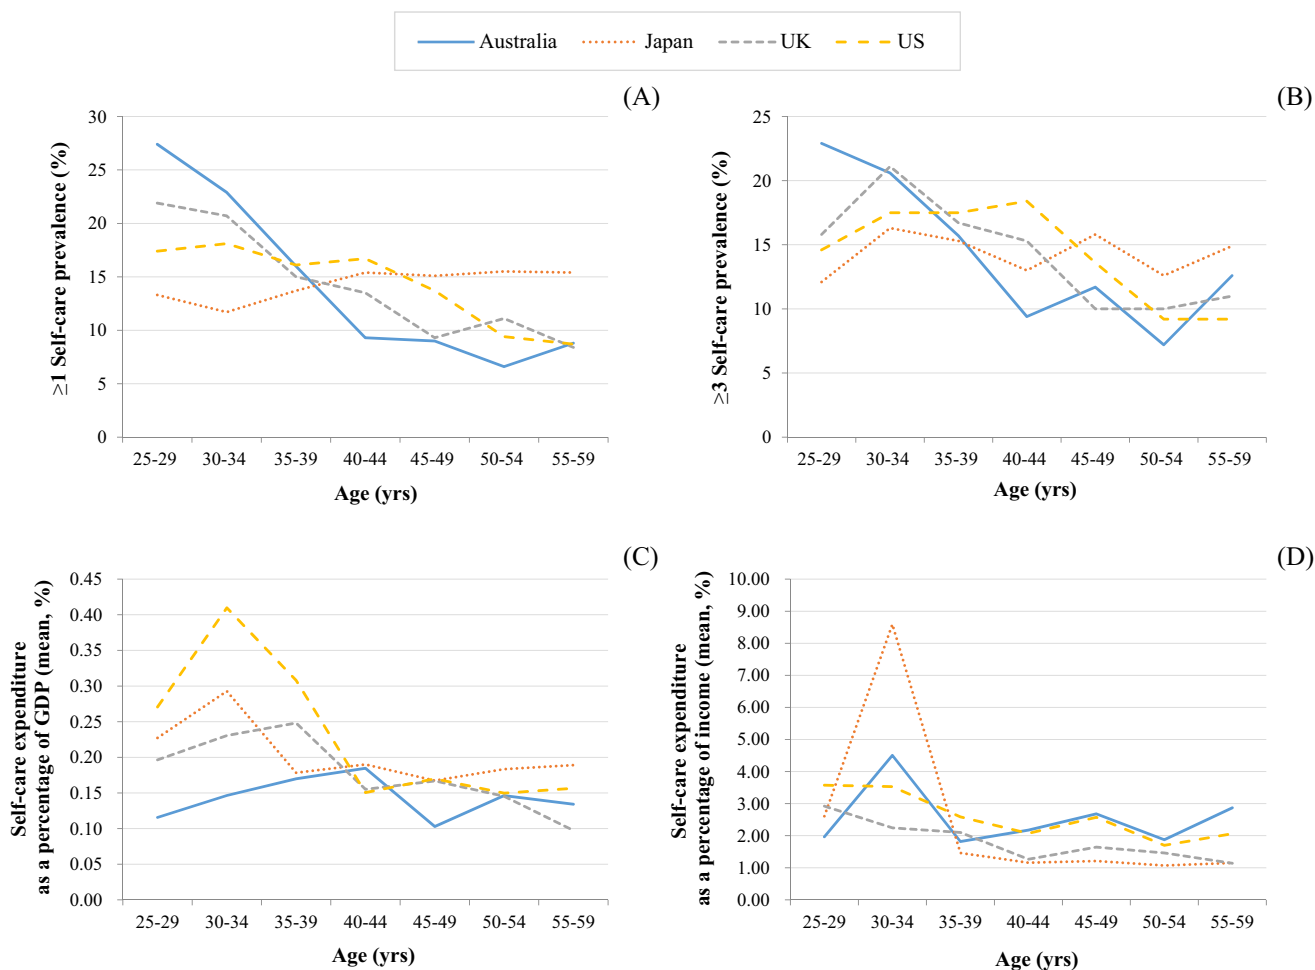 Australia Japan UK US
(A)
≥1 Self-care prevalence (%)
30
25
20
15
10
5
0
25-29 30-34 35-39 40-44 45-49 50-54 55-59
Age (yrs)
(B)
≥3 Self-care prevalence (%)
25
20
15
10
5
0
25-29 30-34 35-39 40-44 45-49 50-54 55-59
Age (yrs)
(C)
Self-care expenditure
as a percentage of GDP (mean, %)
0.45
0.40
0.35
0.30
0.25
0.20
0.15
0.10
0.05
0.00
25-29 30-34 35-39 40-44 45-49 50-54 55-59
Age (yrs)
(D)
Self-care expenditure
as a percentage of income (mean, %)
10.00
9.00
8.00
7.00
6.00
5.00
4.00
3.00
2.00
1.00
0.00
25-29 30-34 35-39 40-44 45-49 50-54 55-59
Age (yrs)